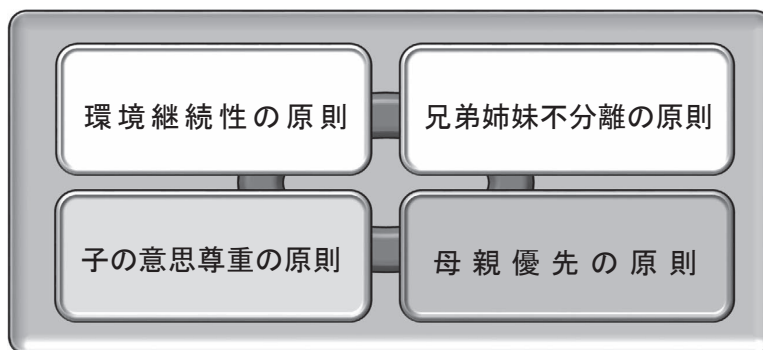 環境継続性の原則
兄弟姉妹不分離の原則
子の意思尊重の原則
母親優先の原則